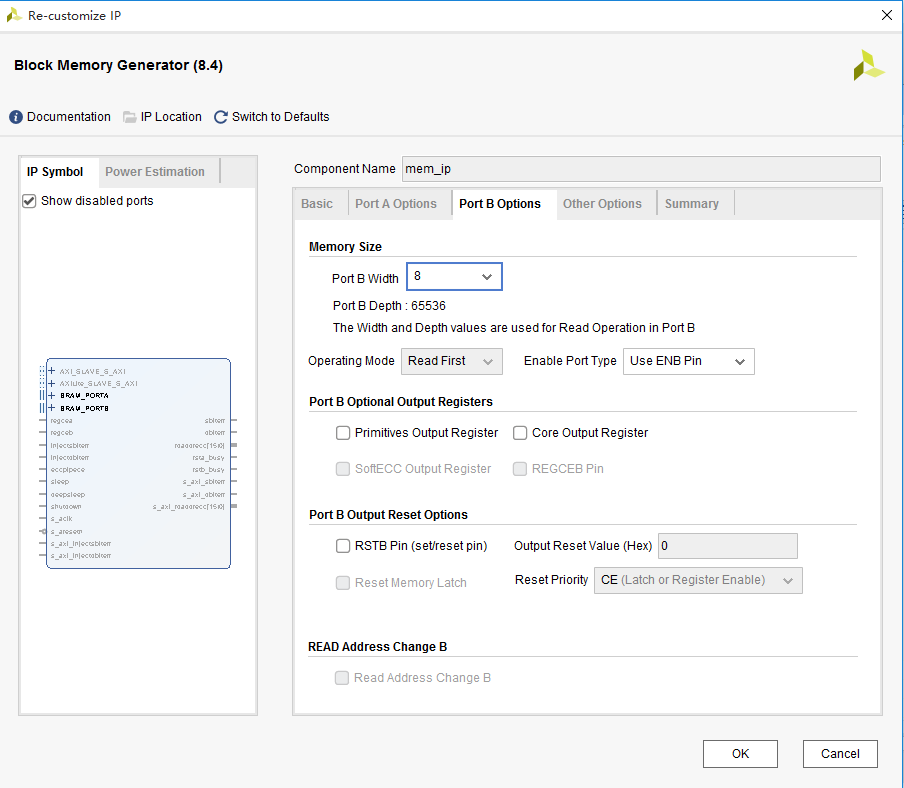 Re-customize IP
Block Memory Generator (8.4)
Documentation IP Location Switch to Defaults
IP Symbol Power Estimation
Show disabled ports
AXI_SLAVE_S_AXI
AXILite_SLAVE_S_AXI
BRAM_PORTA
BRAM_PORTB
regcea sbiterr
regceb dbiterr
injectsbiterr rdaddrecc[15:0]
injectdbiterr rsta_busy
eccpipece rstb_busy
sleep s_axi_sbiterr
deepsleep s_axi_dbiterr
shutdown s_axi_rdaddrecc[15:0]
s_aclk
s_aresetn
s_axi_injectsbiterr
s_axi_injectdbiterr
Component Name mem_ip
Basic Port A Options Port B Options Other Options Summary
Memory Size
Port B Width 8
Port B Depth : 65536
The Width and Depth values are used for Read Operation in Port B
Operating Mode Read First Enable Port Type Use ENB Pin
Port B Optional Output Registers
Primitives Output Register Core Output Register
SoftECC Output Register REGCEB Pin
Port B Output Reset Options
RSTB Pin (set/reset pin) Output Reset Value (Hex) 0
Reset Memory Latch Reset Priority CE (Latch or Register Enable)
READ Address Change B
Read Address Change B
OK Cancel